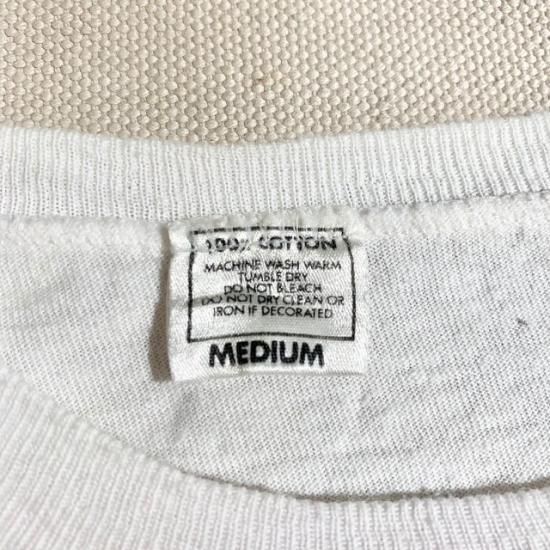 100% COTTON
MACHINE WASH WARM
TUMBLE DRY
DO NOT BLEACH
DO NOT DRY CLEAN OR
IRON IF DECORATED
MEDIUM